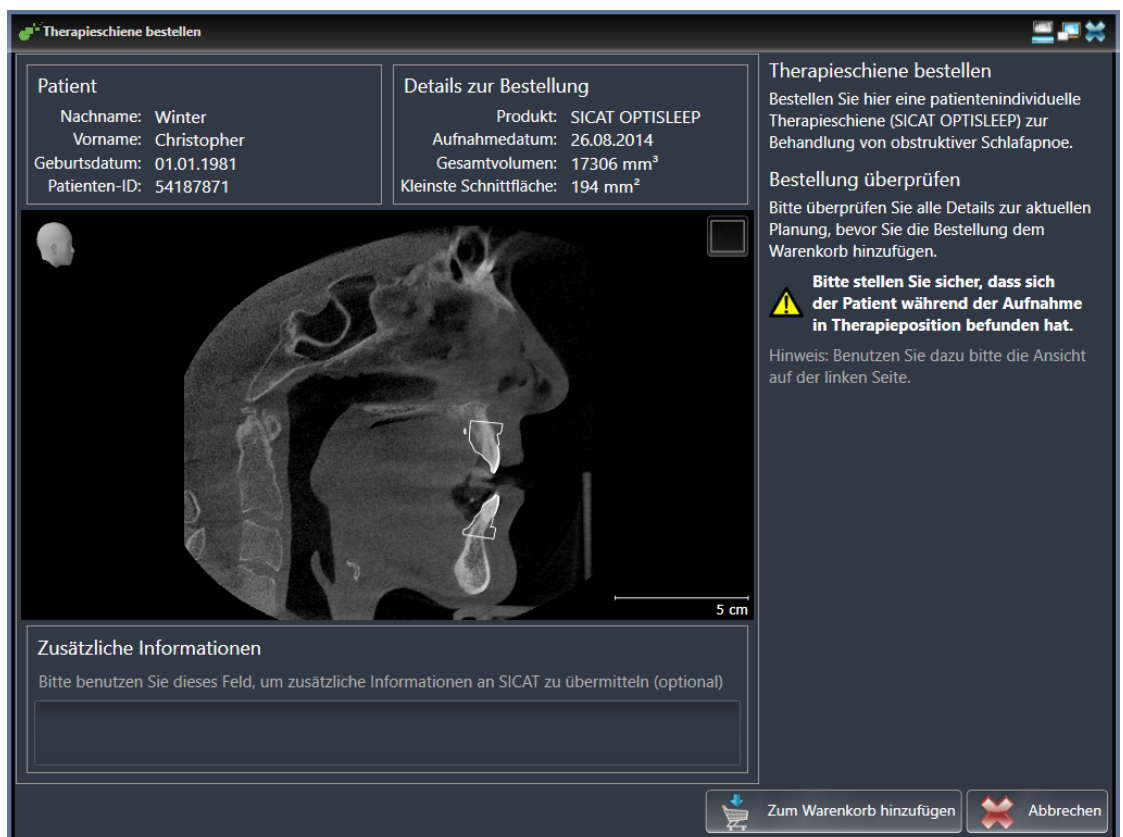 Therapieschiene bestellen
Patient
Nachname: Winter
Vorname: Christopher
Geburtsdatum: 01.01.1981
Patienten-ID: 54187871
Details zur Bestellung
Produkt: SICAT OPTISLEEP
Aufnahmedatum: 26.08.2014
Gesamtvolumen: 17306 mm³
Kleinste Schnittfläche: 194 mm²
5 cm
Zusätzliche Informationen
Bitte benutzen Sie dieses Feld, um zusätzliche Informationen an SICAT zu übermitteln (optional)
Therapieschiene bestellen
Bestellen Sie hier eine patientenindividuelle
Therapieschiene (SICAT OPTISLEEP) zur
Behandlung von obstruktiver Schlafapnoe.
Bestellung überprüfen
Bitte überprüfen Sie alle Details zur aktuellen
Planung, bevor Sie die Bestellung dem
Warenkorb hinzufügen.
Bitte stellen Sie sicher, dass sich
der Patient während der Aufnahme
in Therapieposition befunden hat.
Hinweis: Benutzen Sie dazu bitte die Ansicht
auf der linken Seite.
Zum Warenkorb hinzufügen
Abbrechen